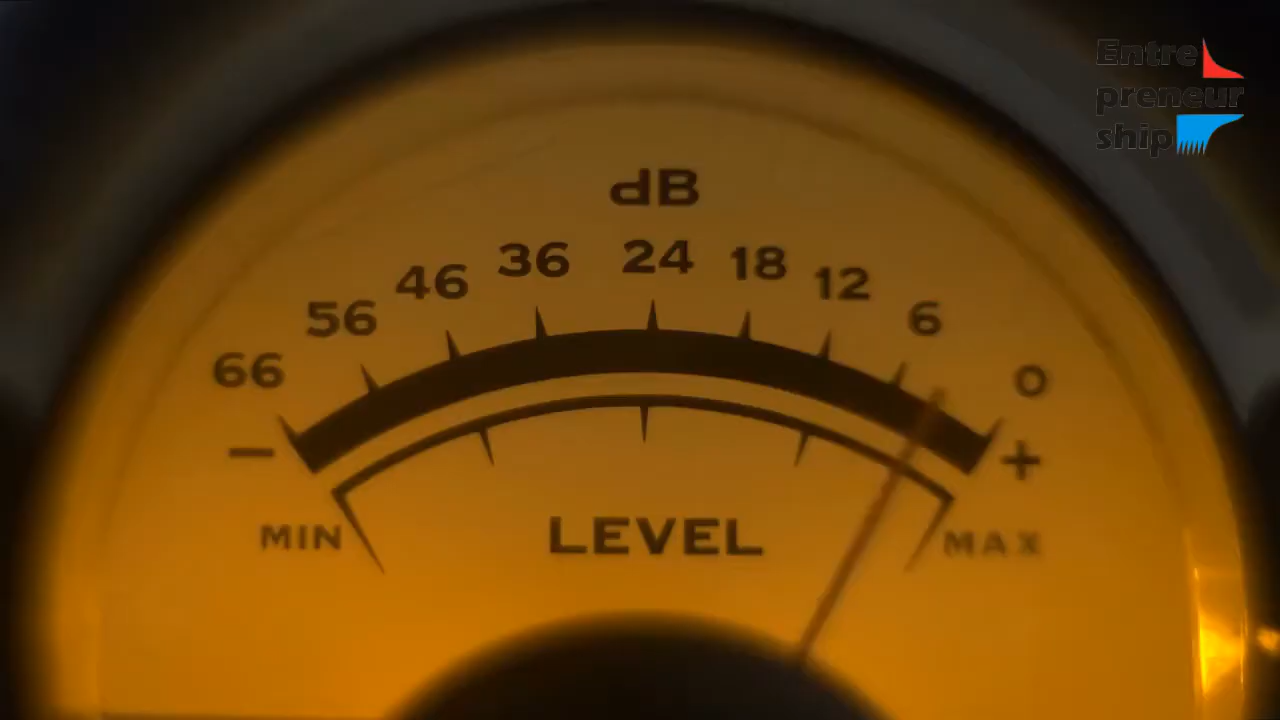 Entre
preneur
ship
dB
66 56 46 36 24 18 12 6 0
− +
MIN LEVEL MAX